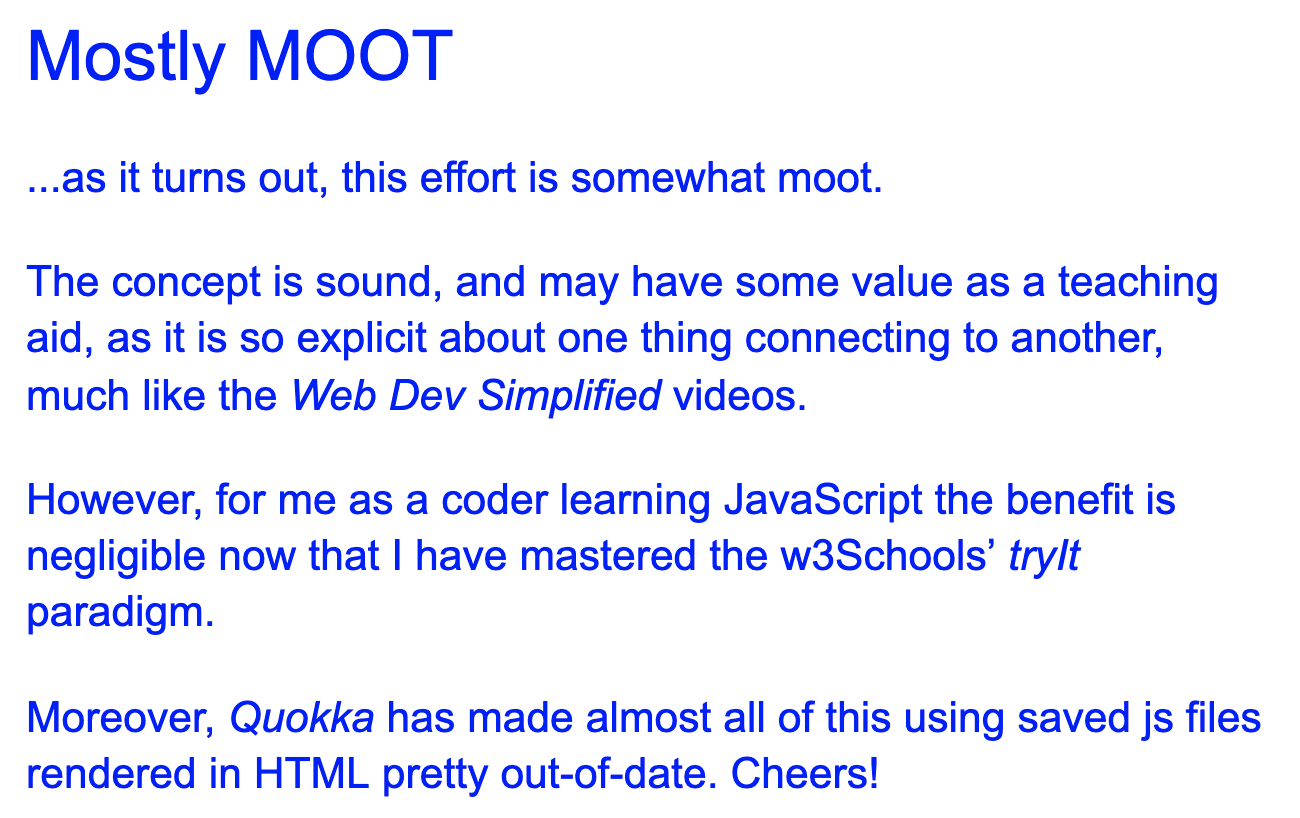 Mostly MOOT
...as it turns out, this effort is somewhat moot.
The concept is sound, and may have some value as a teaching
aid, as it is so explicit about one thing connecting to another,
much like the Web Dev Simplified videos.
However, for me as a coder learning JavaScript the benefit is
negligible now that I have mastered the w3Schools’ tryIt
paradigm.
Moreover, Quokka has made almost all of this using saved js files
rendered in HTML pretty out-of-date. Cheers!